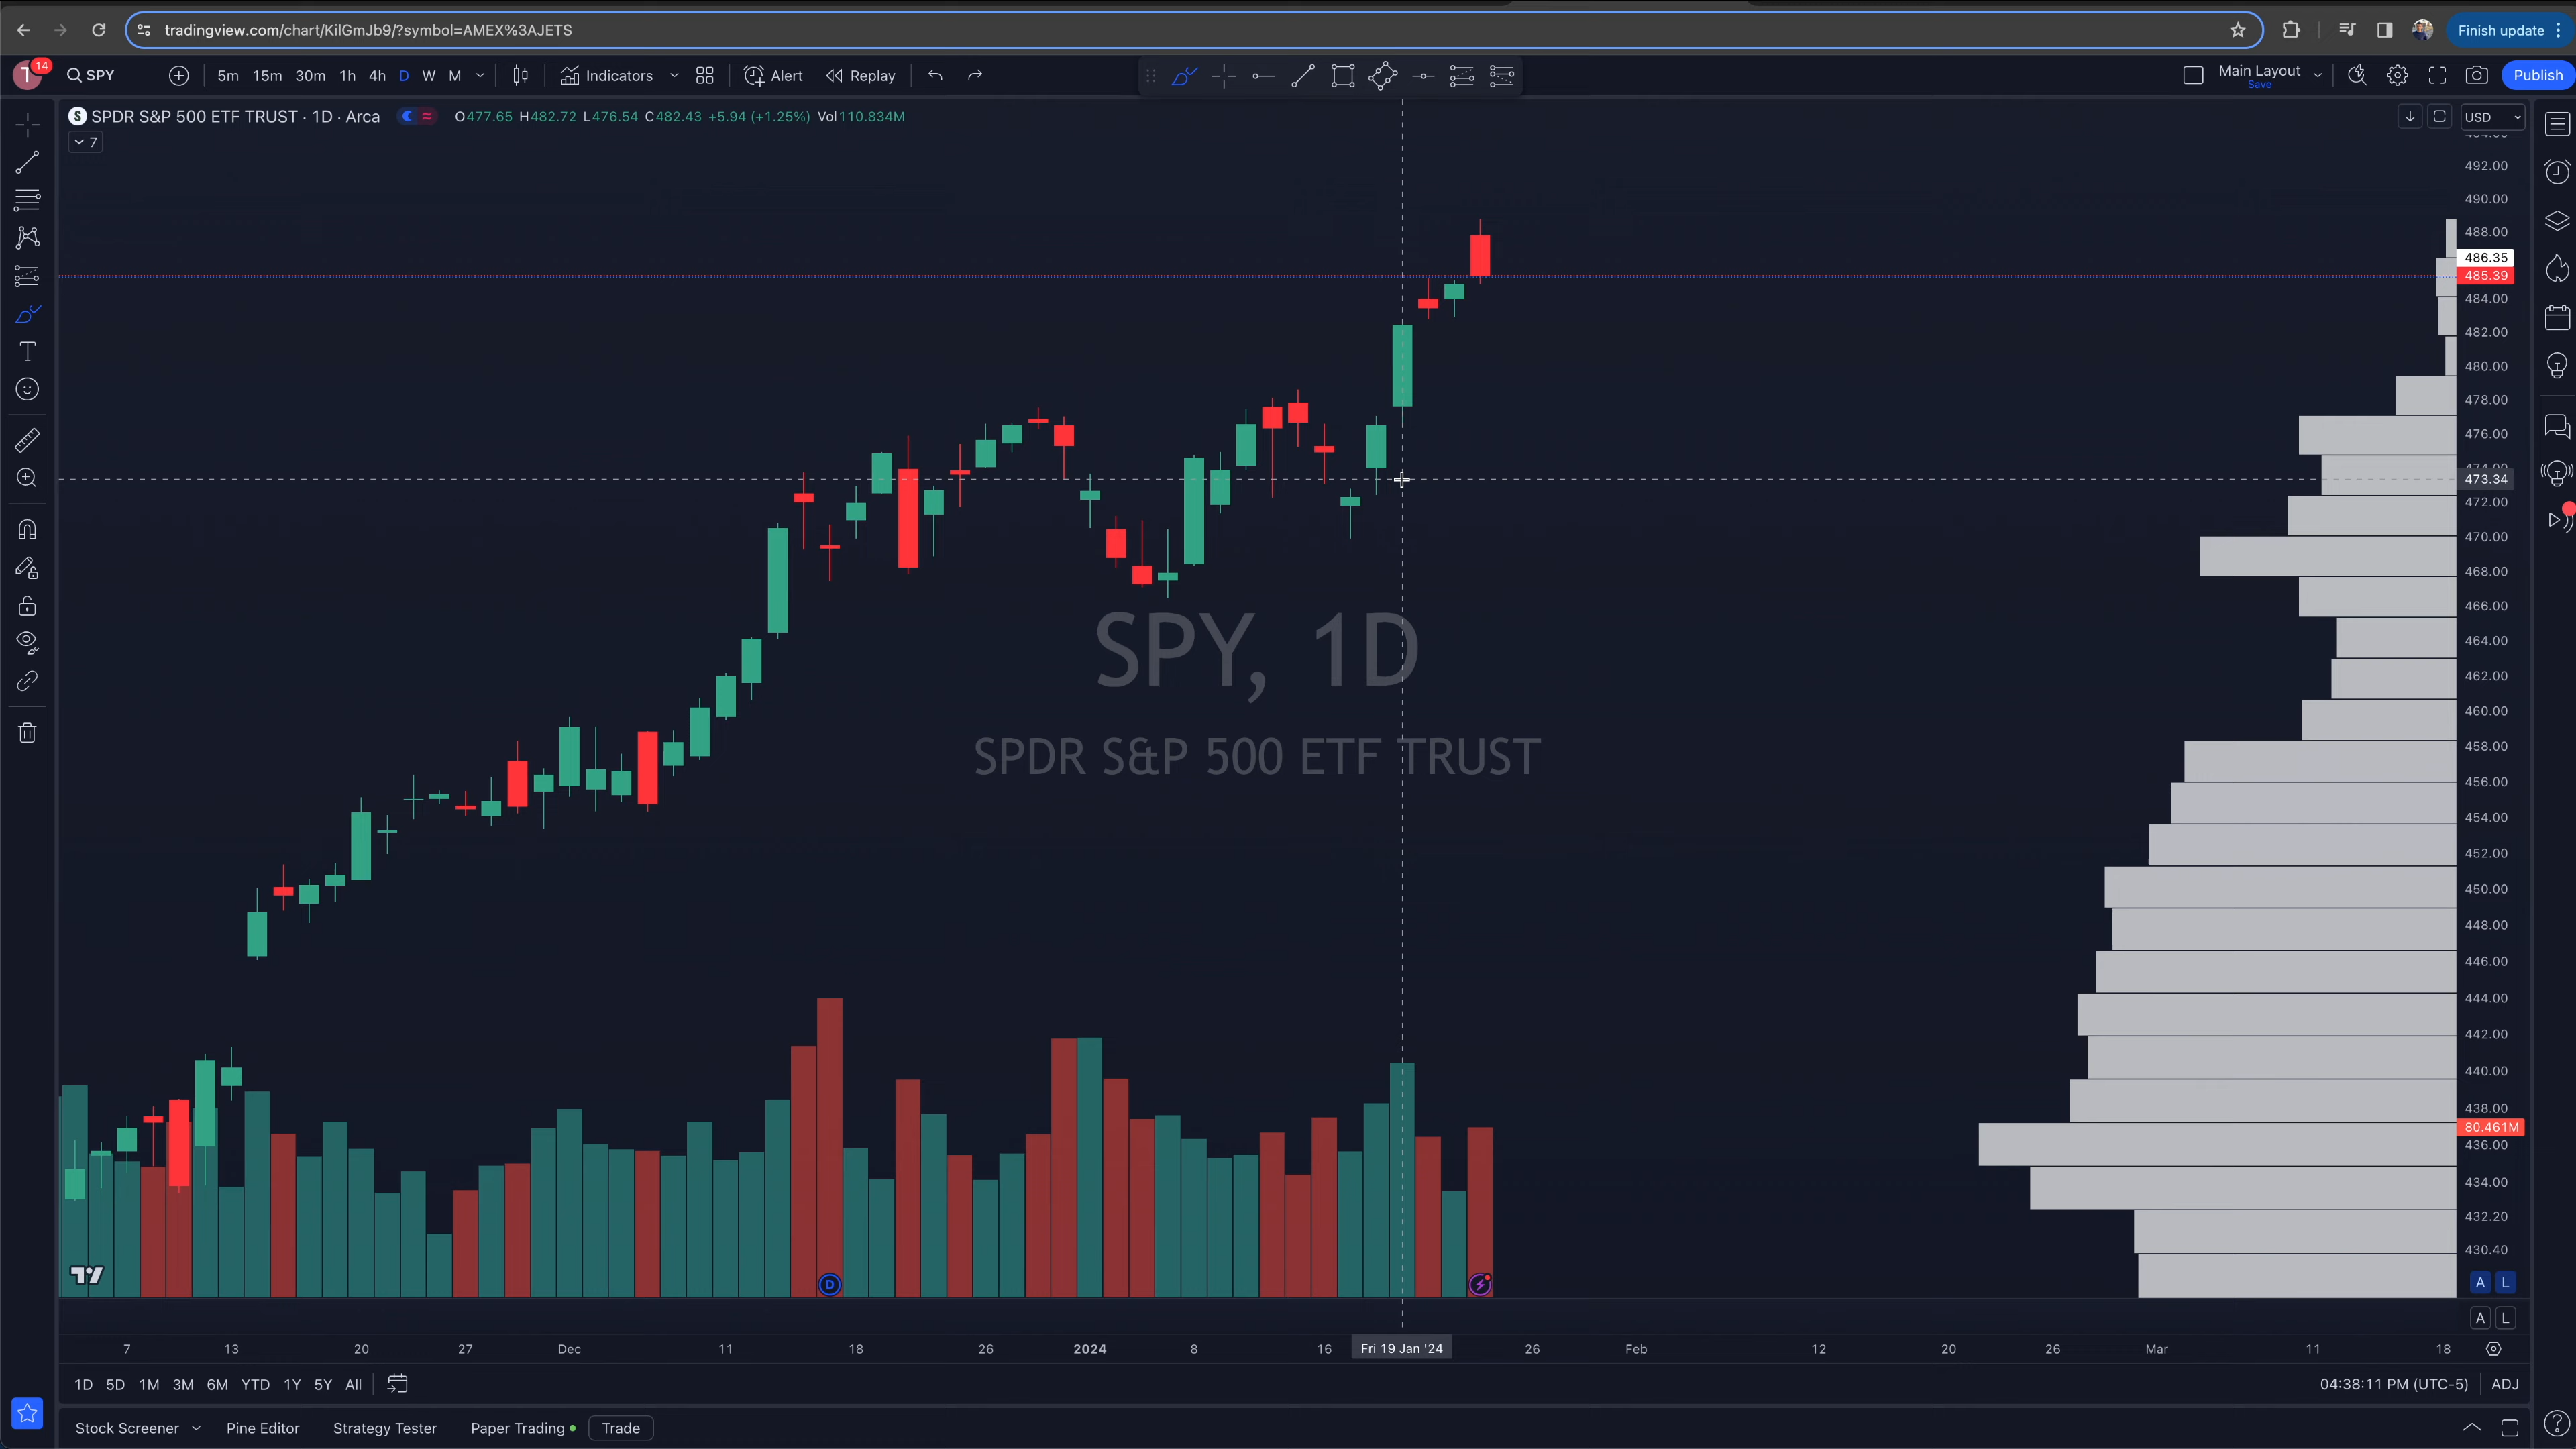 tradingview.com/chart/KilGmJb9/?symbol=AMEX%3AJETS
Finish update
14
SPY
5m 15m 30m 1h 4h D W M
Indicators
Alert
Replay
Main Layout
Save
Publish
SPDR S&P 500 ETF TRUST · 1D · Arca
O477.65 H482.72 L476.54 C482.43 +5.94 (+1.25%) Vol110.834M
USD
7
492.00
490.00
488.00
486.35
485.39
484.00
482.00
480.00
478.00
476.00
473.34
472.00
470.00
468.00
466.00
464.00
462.00
460.00
458.00
456.00
454.00
452.00
450.00
448.00
446.00
444.00
442.00
440.00
438.00
80.461M
436.00
434.00
432.20
430.40
SPY, 1D
SPDR S&P 500 ETF TRUST
D
A L
A L
7 13 20 27 Dec 11 18 26 2024 8 16 Fri 19 Jan '24 26 Feb 12 20 26 Mar 11 18
1D 5D 1M 3M 6M YTD 1Y 5Y All
04:38:11 PM (UTC-5) ADJ
Stock Screener Pine Editor Strategy Tester Paper Trading Trade